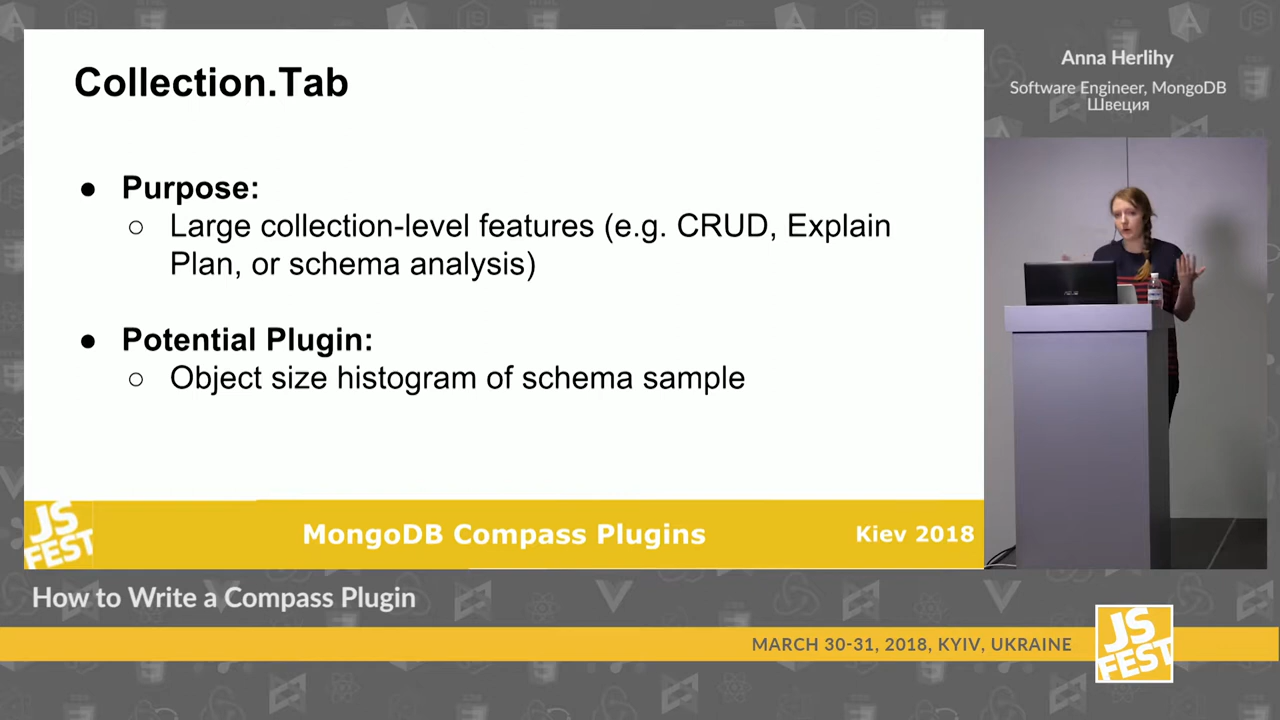 Collection.Tab
● Purpose:
○ Large collection-level features (e.g. CRUD, Explain
Plan, or schema analysis)
● Potential Plugin:
○ Object size histogram of schema sample
JS
FEST
MongoDB Compass Plugins
Kiev 2018
Anna Herlihy
Software Engineer, MongoDB
Швеция
How to Write a Compass Plugin
MARCH 30-31, 2018, KYIV, UKRAINE
JS
FEST